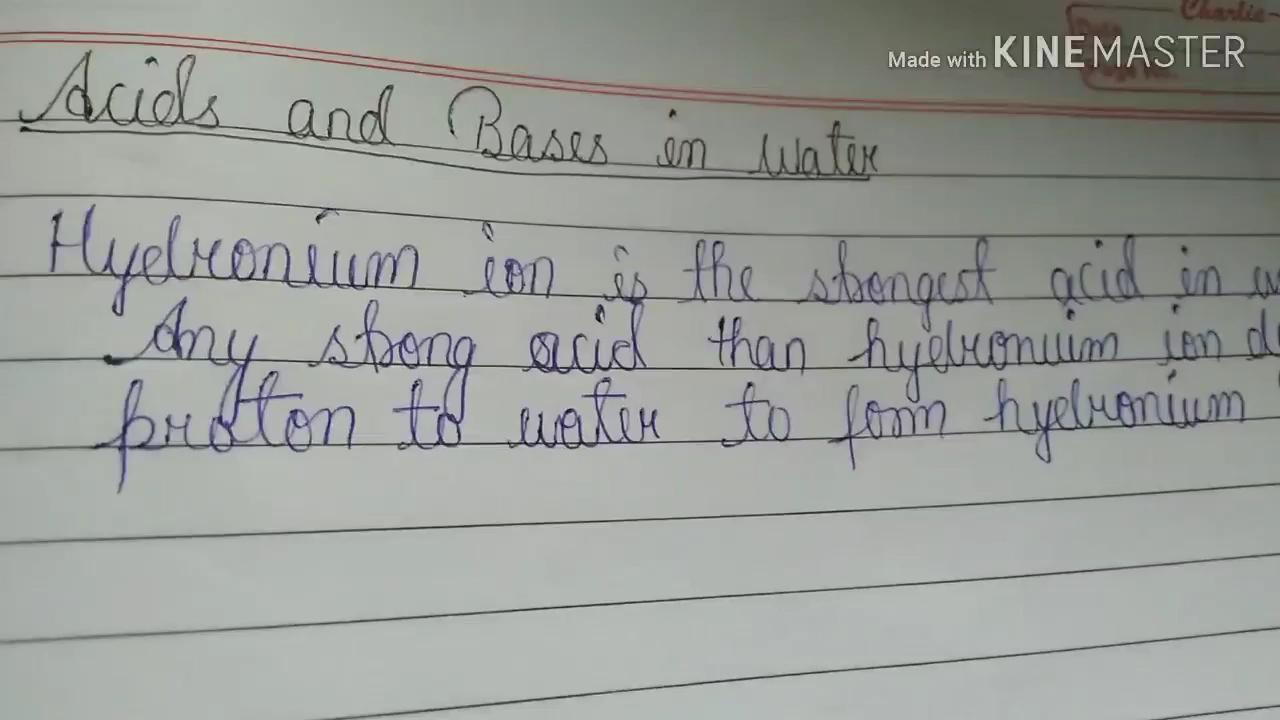 Charlie
Made with KINEMASTER
Acids and Bases in water
Hydronium ion is the strongest acid in
Any strong acid than hydronium ion
proton to water to form hydronium